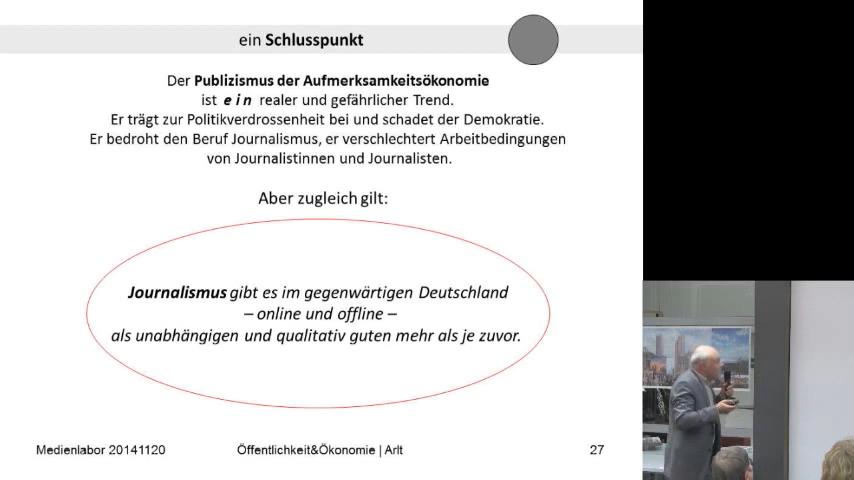 ein Schlusspunkt
Der Publizismus der Aufmerksamkeitsökonomie
ist ein realer und gefährlicher Trend.
Er trägt zur Politikverdrossenheit bei und schadet der Demokratie.
Er bedroht den Beruf Journalismus, er verschlechtert Arbeitbedingungen
von Journalistinnen und Journalisten.
Aber zugleich gilt:
Journalismus gibt es im gegenwärtigen Deutschland
– online und offline –
als unabhängigen und qualitativ guten mehr als je zuvor.
Medienlabor 20141120 Öffentlichkeit&Ökonomie | Arlt 27